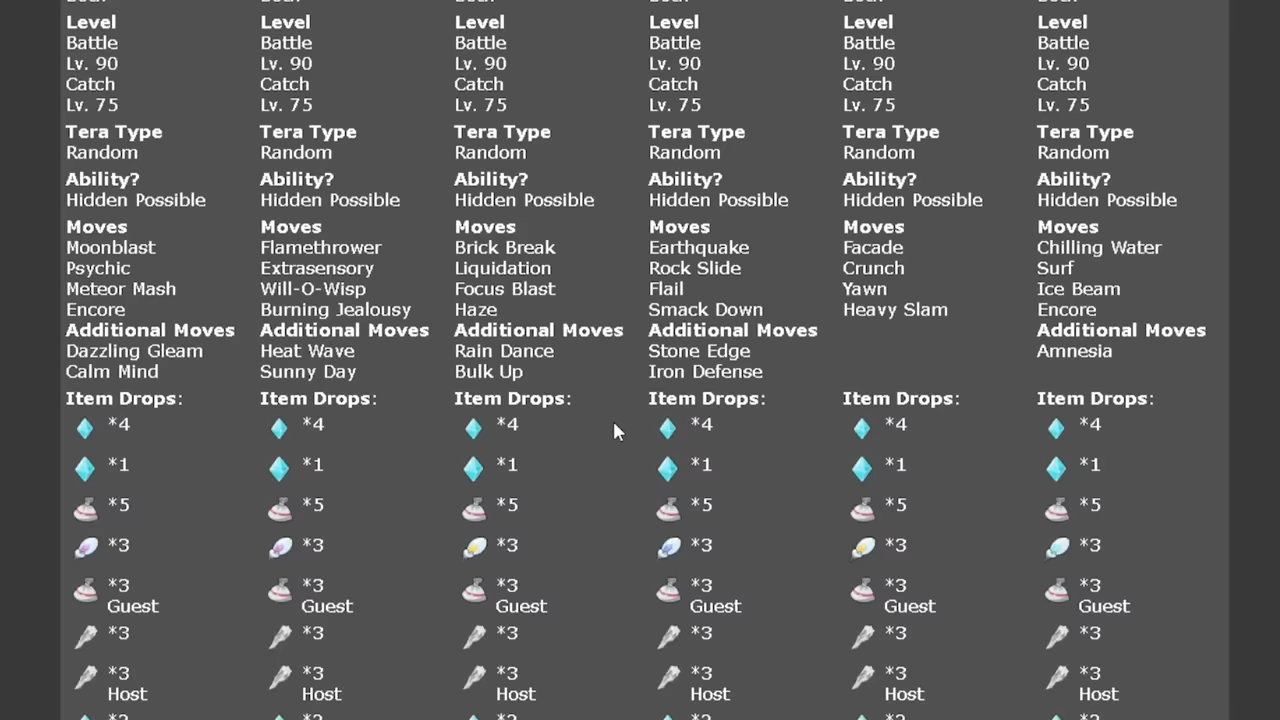 Level Level Level Level Level Level
Battle Battle Battle Battle Battle Battle
Lv. 90 Lv. 90 Lv. 90 Lv. 90 Lv. 90 Lv. 90
Catch Catch Catch Catch Catch Catch
Lv. 75 Lv. 75 Lv. 75 Lv. 75 Lv. 75 Lv. 75
Tera Type Tera Type Tera Type Tera Type Tera Type Tera Type
Random Random Random Random Random Random
Ability? Ability? Ability? Ability? Ability? Ability?
Hidden Possible Hidden Possible Hidden Possible Hidden Possible Hidden Possible Hidden Possible
Moves Moves Moves Moves Moves Moves
Moonblast Flamethrower Brick Break Earthquake Facade Chilling Water
Psychic Extrasensory Liquidation Rock Slide Crunch Surf
Meteor Mash Will-O-Wisp Focus Blast Flail Yawn Ice Beam
Encore Burning Jealousy Haze Smack Down Heavy Slam Encore
Additional Moves Additional Moves Additional Moves Additional Moves Additional Moves
Dazzling Gleam Heat Wave Rain Dance Stone Edge Amnesia
Calm Mind Sunny Day Bulk Up Iron Defense
Item Drops: Item Drops: Item Drops: Item Drops: Item Drops: Item Drops:
*4 *4 *4 *4 *4 *4
*1 *1 *1 *1 *1 *1
*5 *5 *5 *5 *5 *5
*3 *3 *3 *3 *3 *3
*3 *3 *3 *3 *3 *3
Guest Guest Guest Guest Guest Guest
*3 *3 *3 *3 *3 *3
*3 *3 *3 *3 *3 *3
Host Host Host Host Host Host